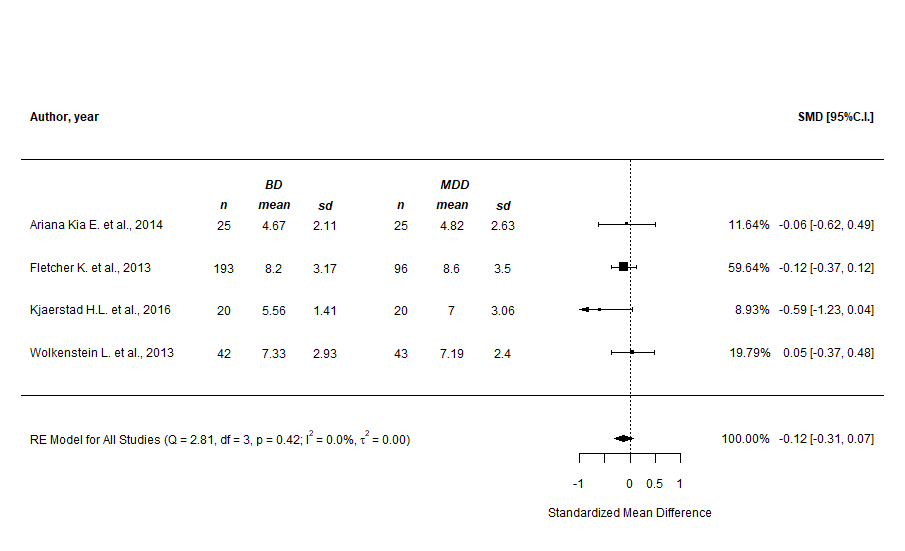 Author, year SMD [95%C.I.]
BD MDD
n mean sd n mean sd
Ariana Kia E. et al., 2014 25 4.67 2.11 25 4.82 2.63 11.64% -0.06 [-0.62, 0.49]
Fletcher K. et al., 2013 193 8.2 3.17 96 8.6 3.5 59.64% -0.12 [-0.37, 0.12]
Kjaerstad H.L. et al., 2016 20 5.56 1.41 20 7 3.06 8.93% -0.59 [-1.23, 0.04]
Wolkenstein L. et al., 2013 42 7.33 2.93 43 7.19 2.4 19.79% 0.05 [-0.37, 0.48]
RE Model for All Studies (Q = 2.81, df = 3, p = 0.42; I² = 0.0%, τ² = 0.00) 100.00% -0.12 [-0.31, 0.07]
-1 0 0.5 1
Standardized Mean Difference